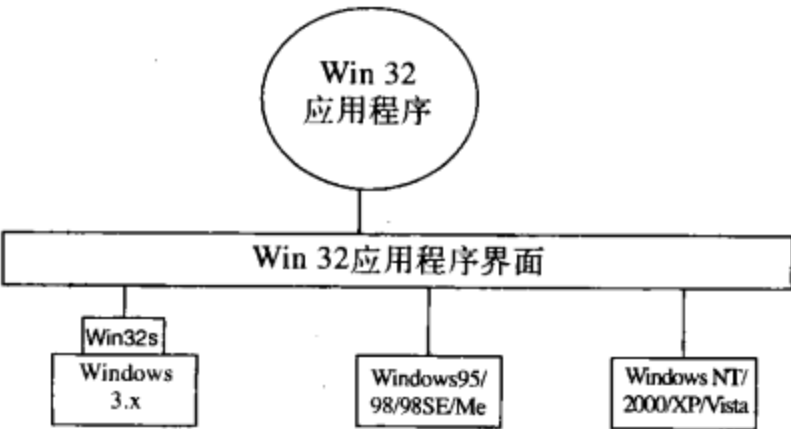 Win 32
应用程序
Win 32应用程序界面
Win32s
Windows
3.x
Windows95/
98/98SE/Me
Windows NT/
2000/XP/Vista